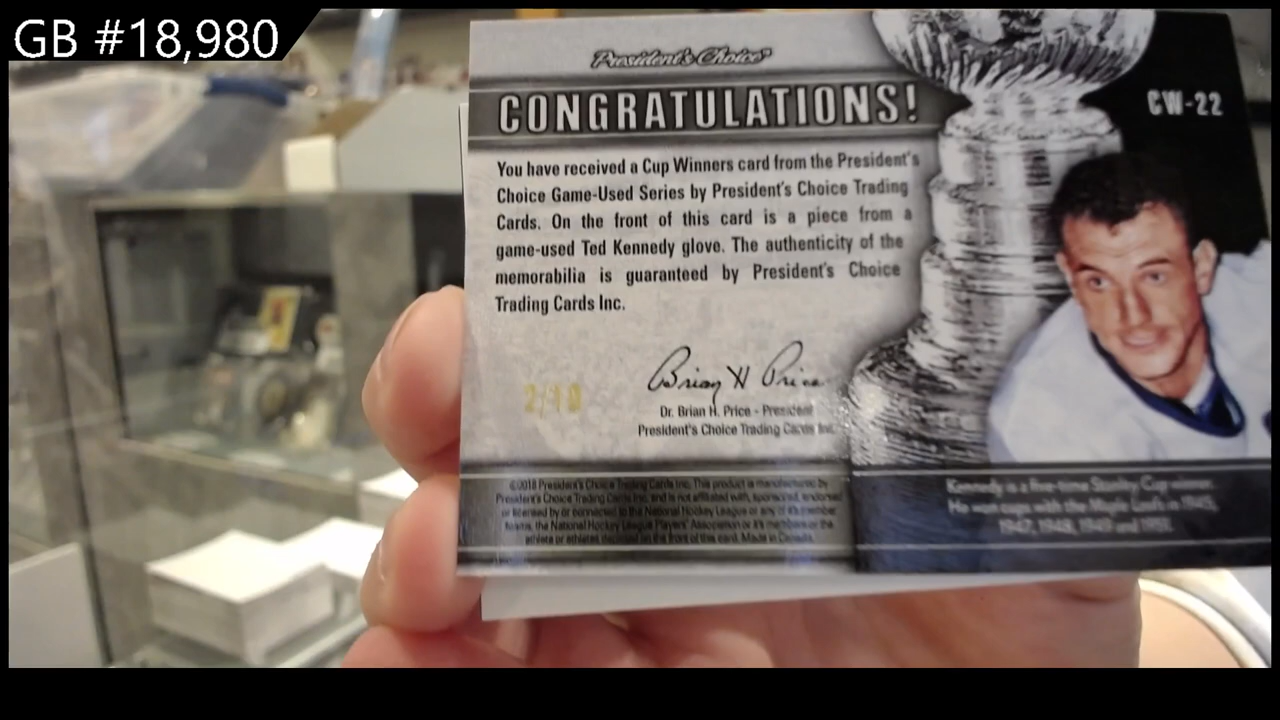 GB #18,980
President's Choice
CONGRATULATIONS!
CW-22
You have received a Cup Winners card from the President's
Choice Game-Used Series by President's Choice Trading
Cards. On the front of this card is a piece from a
game-used Ted Kennedy glove. The authenticity of the
memorabilia is guaranteed by President's Choice
Trading Cards Inc.
Brian H Price
2/10
Dr. Brian H. Price - President
President's Choice Trading Cards Inc.
©2018 President's Choice Trading Cards Inc. This product is manufactured by
President's Choice Trading Cards Inc. and is not affiliated with, sponsored, endorsed
or licensed by or connected to the National Hockey League or any of it's member
teams, the National Hockey League Players' Association or it's members or the
athlete or athletes depicted on the front of this card. Made in Canada.
Kennedy is a five-time Stanley Cup winner.
He won cups with the Maple Leafs in 1945,
1947, 1948, 1949 and 1951.